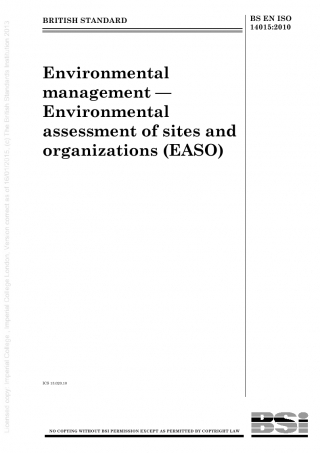 BRITISH STANDARD
BS EN ISO
14015:2010
Environmental
management —
Environmental
assessment of sites and
organizations (EASO)
NO COPYING WITHOUT BSI PERMISSION EXCEPT AS PERMITTED BY COPYRIGHT LAW
BSi